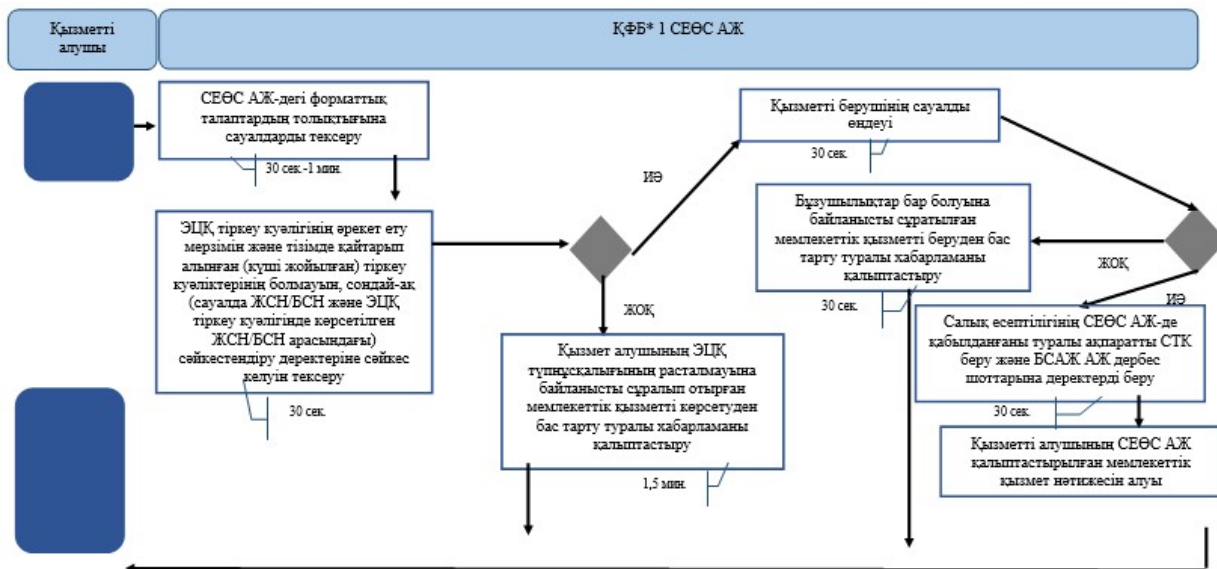 Қызметті
алушы
ҚФБ* 1 СЕӨС АЖ
СЕӨС АЖ-дегі форматтық
талаптардың толықтығына
сауалдарды тексеру
30 сек.-1 мин.
ЭЦҚ тіркеу куәлігінің әрекет ету
мерзімін және тізімде қайтарып
алынған (күші жойылған) тіркеу
куәліктерінің болмауын, сондай-ақ
(сауалда ЖСН/БСН және ЭЦҚ
тіркеу куәлігінде көрсетілген
ЖСН/БСН арасындағы)
сәйкестендіру деректеріне сәйкес
келуін тексеру
30 сек.
ИӘ
ЖОҚ
Қызмет алушының ЭЦҚ
түпнұсқалығының расталмауына
байланысты сұралып отырған
мемлекеттік қызметті көрсетуден
бас тарту туралы хабарламаны
қалыптастыру
1,5 мин.
Қызметті берушінің сауалды
өңдеуі
30 сек.
Бұзушылықтар бар болуына
байланысты сұратылған
мемлекеттік қызметті беруден бас
тарту туралы хабарламаны
қалыптастыру
30 сек.
ЖОҚ
ИӘ
Салық есептілігінің СЕӨС АЖ-де
қабылданғаны туралы ақпаратты СТК
беру және БСАЖ АЖ дербес
шоттарына деректерді беру
30 сек.
Қызметті алушының СЕӨС АЖ
қалыптастырылған мемлекеттік
қызмет нәтижесін алуы